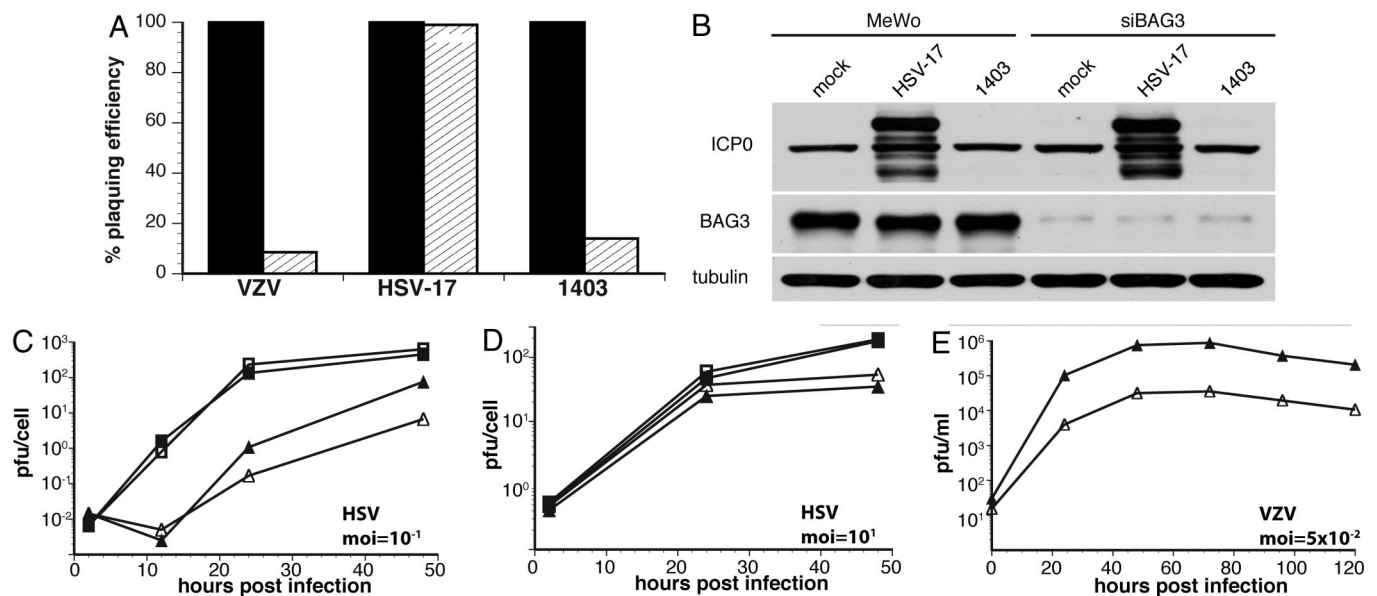 A
% plaquing efficiency
100
80
60
40
20
0
VZV HSV-17 1403
B
MeWo siBAG3
mock HSV-17 1403 mock HSV-17 1403
ICP0
BAG3
tubulin
C
pfu/cell
10³
10²
10¹
10⁰
10⁻¹
10⁻²
0 10 20 30 40 50
hours post infection
HSV
moi=10⁻¹
D
pfu/cell
10²
10¹
10⁰
0 10 20 30 40 50
hours post infection
HSV
moi=10¹
E
pfu/ml
10⁶
10⁵
10⁴
10³
10²
10¹
0 20 40 60 80 100 120
hours post infection
VZV
moi=5x10⁻²